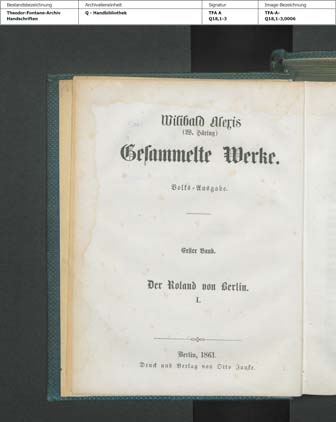 Bestandsbezeichnung Archivalieneinheit Signatur Image-Bezeichnung
Theodor-Fontane-Archiv Q - Handbibliothek TFA A TFA-A-
Handschriften Q18,1-3 Q18,1-3,0006
Wilibald Alexis
(W. Häring)
Gesammelte Werke.
Volks-Ausgabe.
Erster Band.
Der Roland von Berlin.
I.
Berlin, 1861.
Druck und Verlag von Otto Janke.